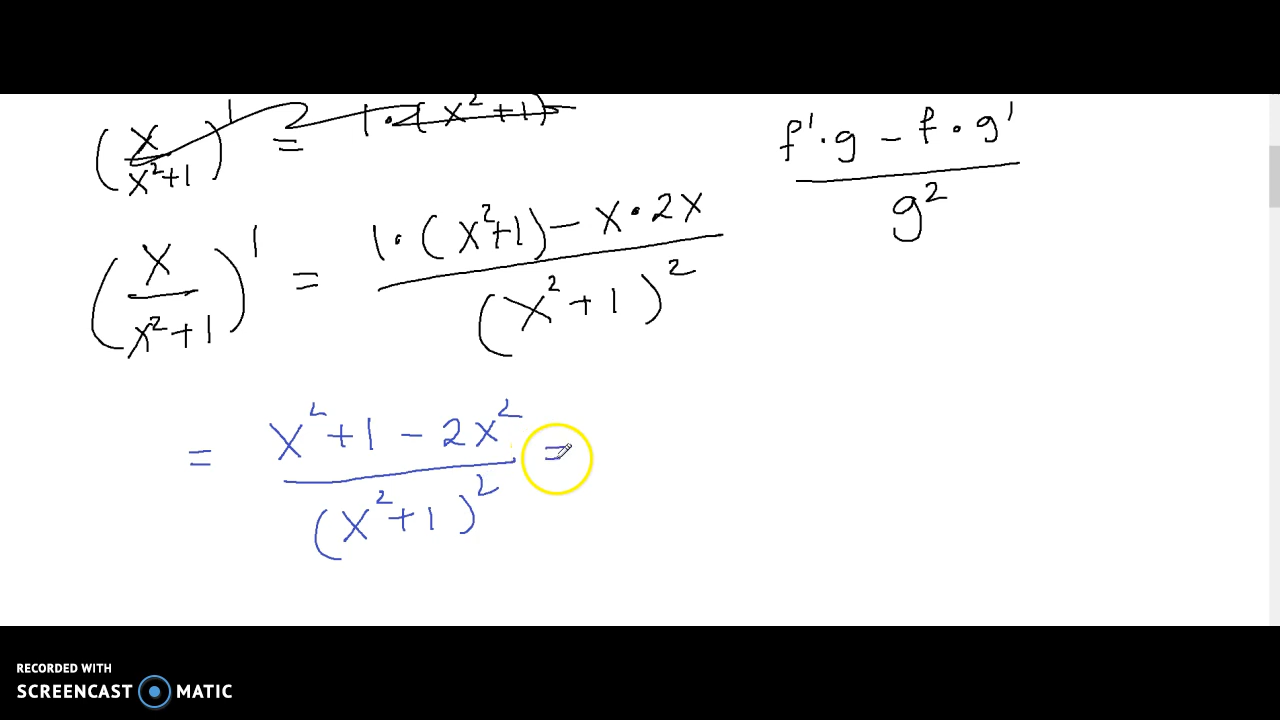 (x/(x²+1))' = 1·(x²+1)
(f'·g − f·g')/g²
(x/(x²+1))' = (1·(x²+1) − x·2x)/(x²+1)²
= (x²+1 − 2x²)/(x²+1)² =
RECORDED WITH
SCREENCAST MATIC